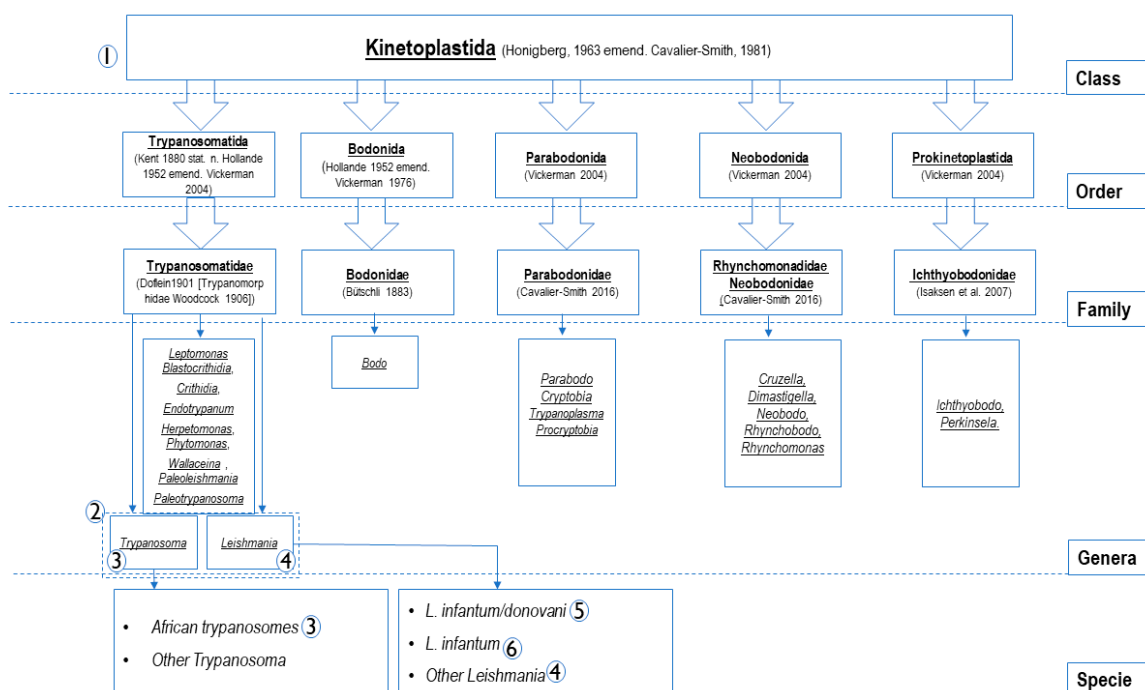 ① Kinetoplastida (Honigberg, 1963 emend. Cavalier-Smith, 1981)
Class
Trypanosomatida
(Kent 1880 stat. n. Hollande
1952 emend. Vickerman
2004)
Bodonida
(Hollande 1952 emend.
Vickerman 1976)
Parabodonida
(Vickerman 2004)
Neobodonida
(Vickerman 2004)
Prokinetoplastida
(Vickerman 2004)
Order
Trypanosomatidae
(Doflein1901 [Trypanomorp
hidae Woodcock 1906])
Bodonidae
(Bütschli 1883)
Parabodonidae
(Cavalier-Smith 2016)
Rhynchomonadidae
Neobodonidae
(Cavalier-Smith 2016)
Ichthyobodonidae
(Isaksen et al. 2007)
Family
Leptomonas
Blastocrithidia,
Crithidia,
Endotrypanum
Herpetomonas,
Phytomonas,
Wallaceina ,
Paleoleishmania
Paleotrypanosoma
Bodo
Parabodo
Cryptobia
Trypanoplasma
Procryptobia
Cruzella,
Dimastigella,
Neobodo,
Rhynchobodo,
Rhynchomonas
Ichthyobodo,
Perkinsela.
②
Trypanosoma
③
Leishmania
④
Genera
• African trypanosomes ③
• Other Trypanosoma
• L. infantum/donovani ⑤
• L. infantum ⑥
• Other Leishmania ④
Specie